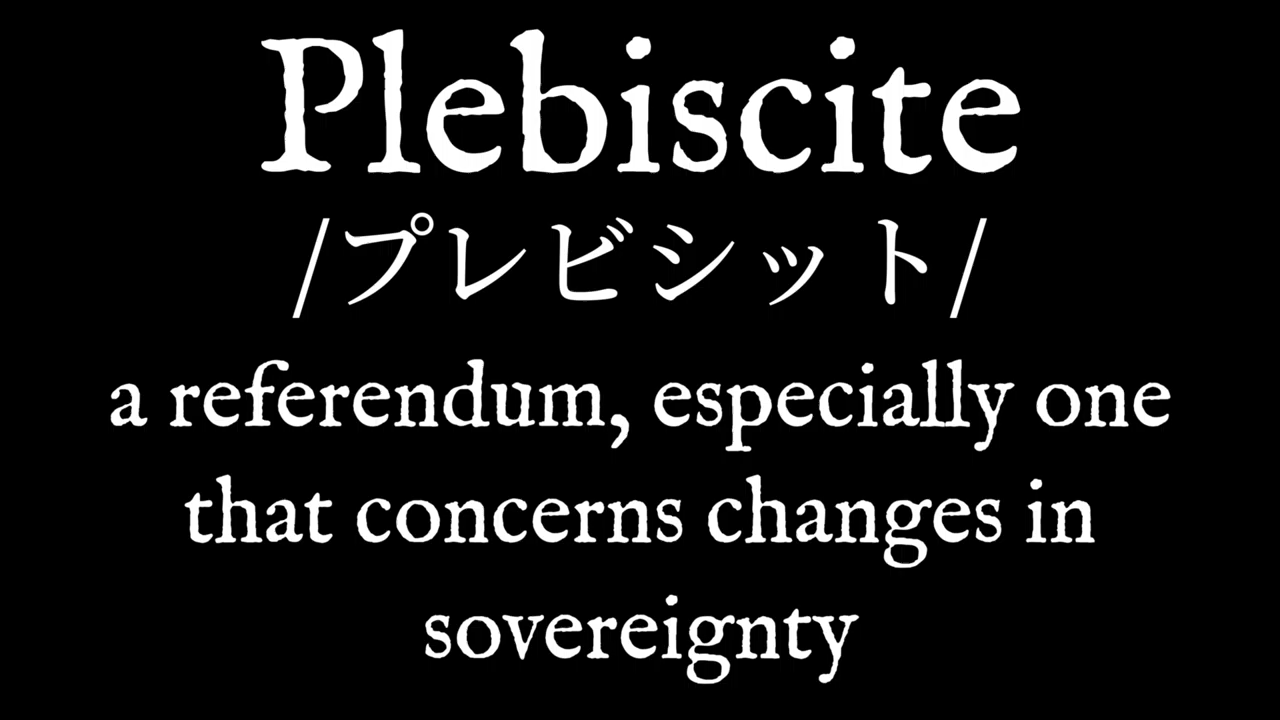 Plebiscite
/プレビシット/
a referendum, especially one
that concerns changes in
sovereignty